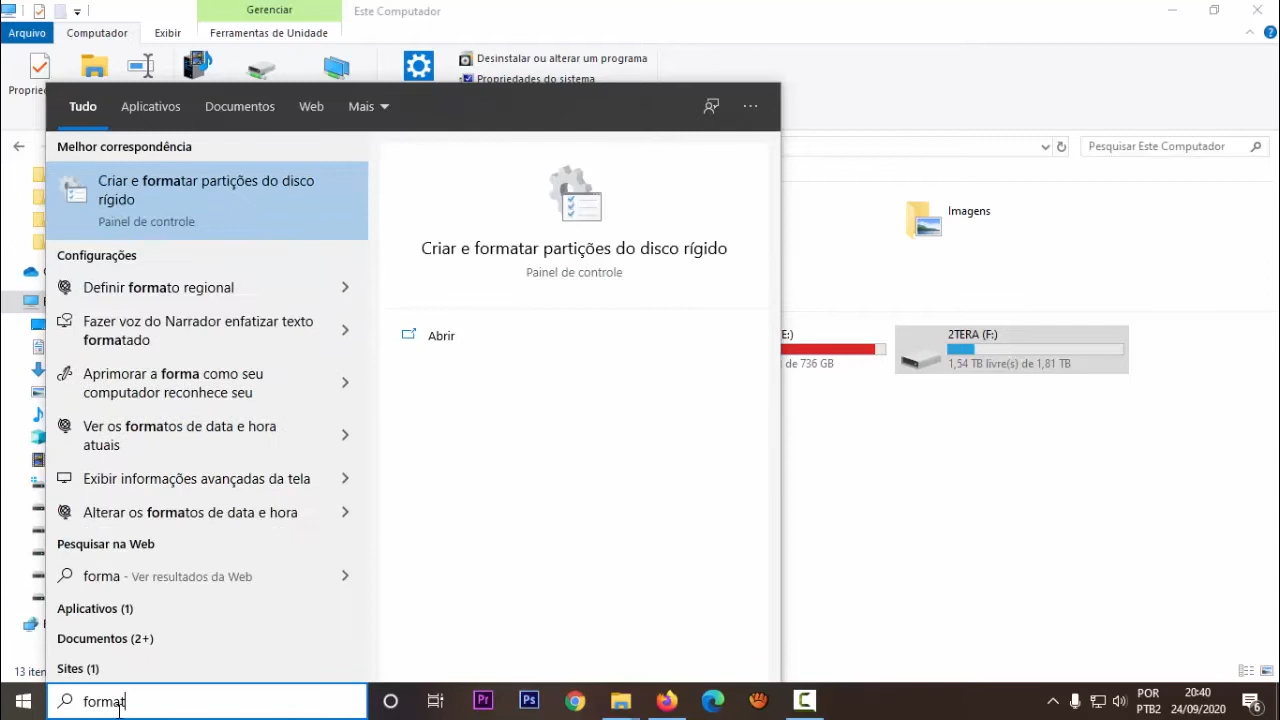 Gerenciar
Este Computador
Arquivo
Computador
Exibir
Ferramentas de Unidade
Desinstalar ou alterar um programa
Propriedades do sistema
Proprie
Tudo
Aplicativos
Documentos
Web
Mais
Pesquisar Este Computador
Melhor correspondência
Criar e formatar partições do disco
rígido
Painel de controle
Configurações
Definir formato regional
Fazer voz do Narrador enfatizar texto
formatado
Aprimorar a forma como seu
computador reconhece seu
Ver os formatos de data e hora
atuais
Exibir informações avançadas da tela
Alterar os formatos de data e hora
Pesquisar na Web
forma - Ver resultados da Web
Aplicativos (1)
Documentos (2+)
Sites (1)
Criar e formatar partições do disco rígido
Painel de controle
Abrir
Imagens
E:)
de 736 GB
2TERA (F:)
1,54 TB livre(s) de 1,81 TB
13 iten
format
Pr
Ps
POR
PTB2
20:40
24/09/2020
6